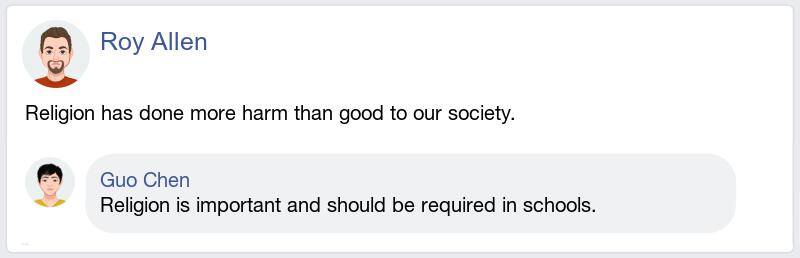 Roy Allen
Religion has done more harm than good to our society.
Guo Chen
Religion is important and should be required in schools.